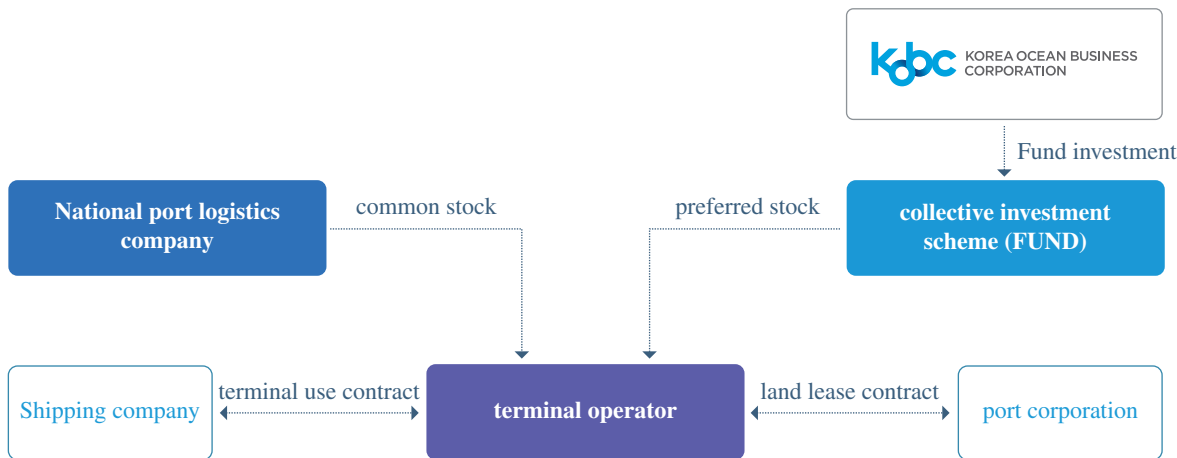 kobc KOREA OCEAN BUSINESS
CORPORATION
Fund investment
National port logistics
company
common stock
preferred stock
collective investment
scheme (FUND)
Shipping company
terminal use contract
terminal operator
land lease contract
port corporation